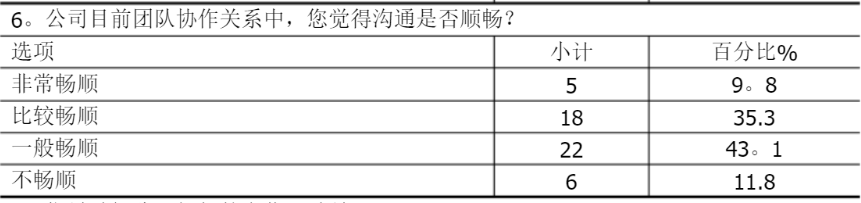 6。公司目前团队协作关系中，您觉得沟通是否顺畅？
选项 小计 百分比%
非常畅顺 5 9。8
比较畅顺 18 35.3
一般畅顺 22 43。1
不畅顺 6 11.8